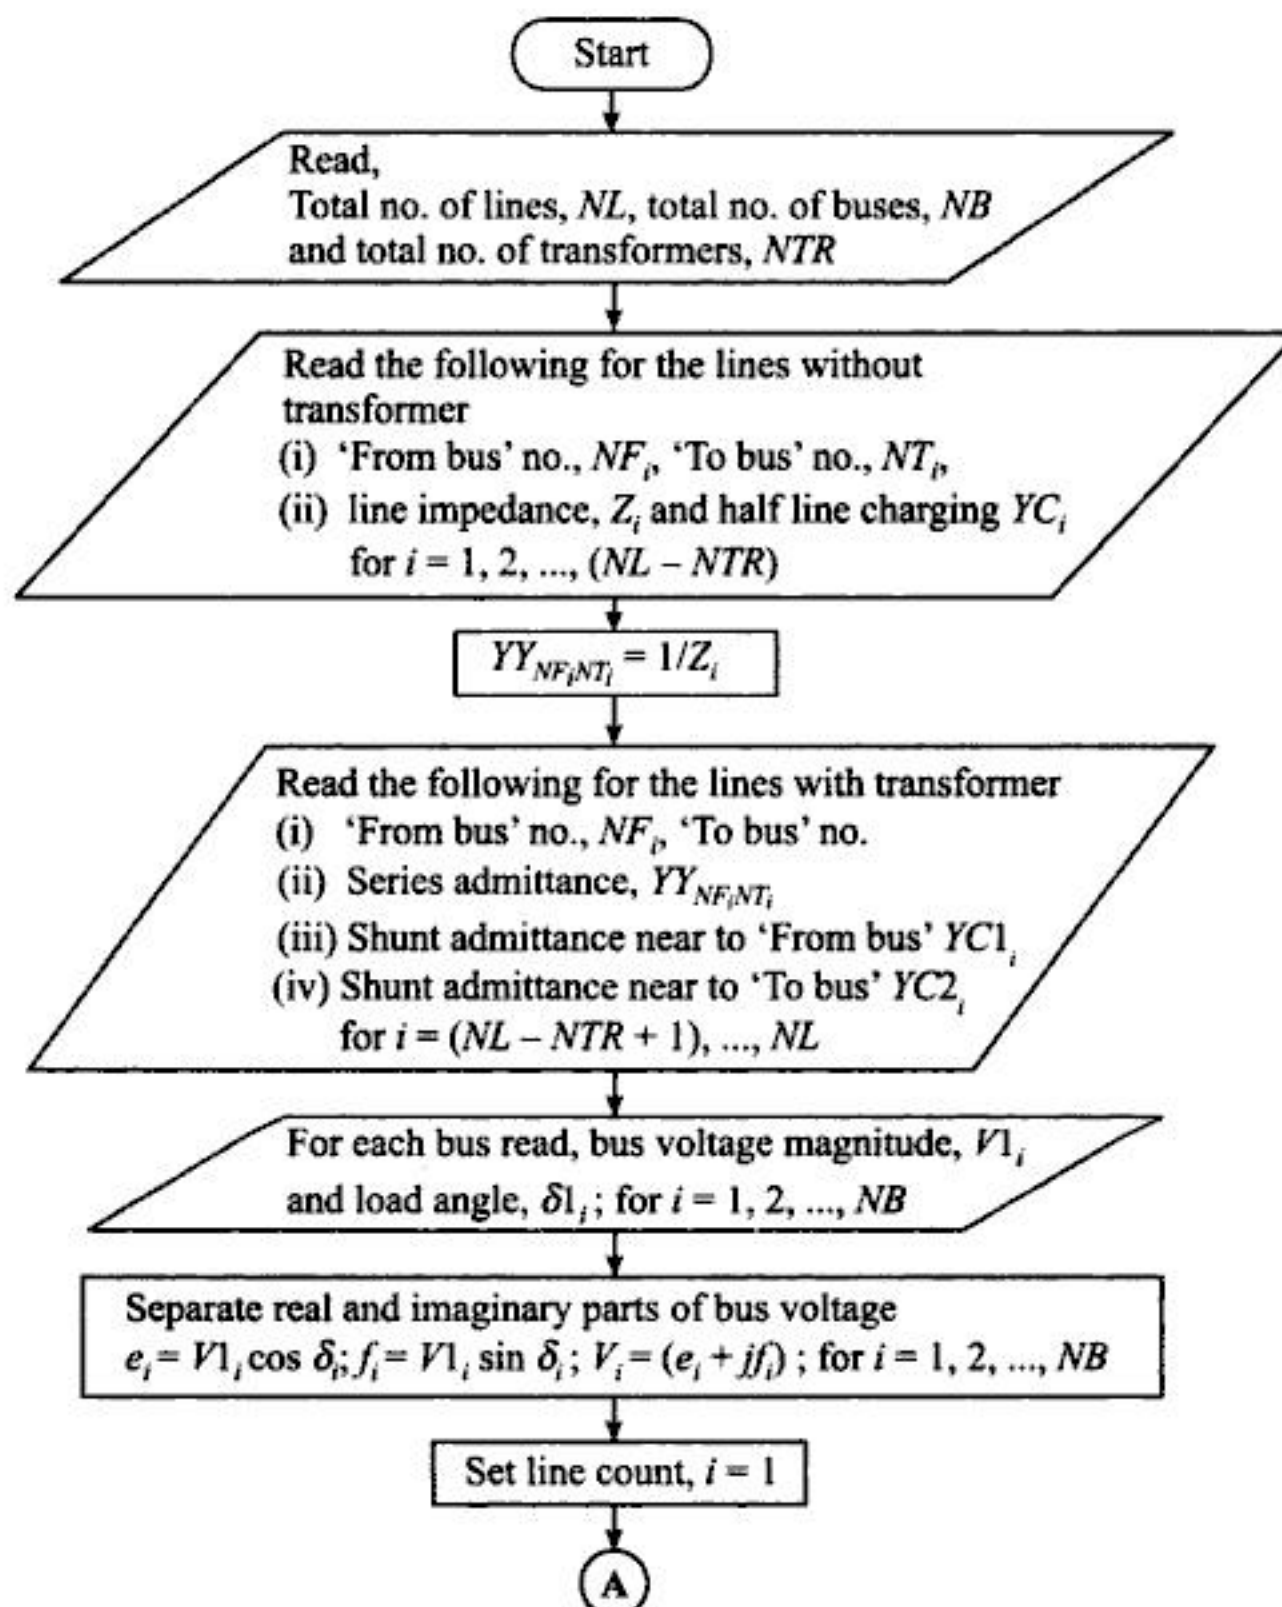 Start
Read,
Total no. of lines, NL, total no. of buses, NB
and total no. of transformers, NTR
Read the following for the lines without
transformer
(i) ‘From bus’ no., NFᵢ, ‘To bus’ no., NTᵢ,
(ii) line impedance, Zᵢ and half line charging YCᵢ
for i = 1, 2, ..., (NL – NTR)
YY_{NFᵢNTᵢ} = 1/Zᵢ
Read the following for the lines with transformer
(i) ‘From bus’ no., NFᵢ, ‘To bus’ no.
(ii) Series admittance, YY_{NFᵢNTᵢ}
(iii) Shunt admittance near to ‘From bus’ YC1ᵢ
(iv) Shunt admittance near to ‘To bus’ YC2ᵢ
for i = (NL – NTR + 1), ..., NL
For each bus read, bus voltage magnitude, V1ᵢ
and load angle, δ1ᵢ; for i = 1, 2, ..., NB
Separate real and imaginary parts of bus voltage
eᵢ = V1ᵢ cos δᵢ; fᵢ = V1ᵢ sin δᵢ; Vᵢ = (eᵢ + jfᵢ) ; for i = 1, 2, ..., NB
Set line count, i = 1
A